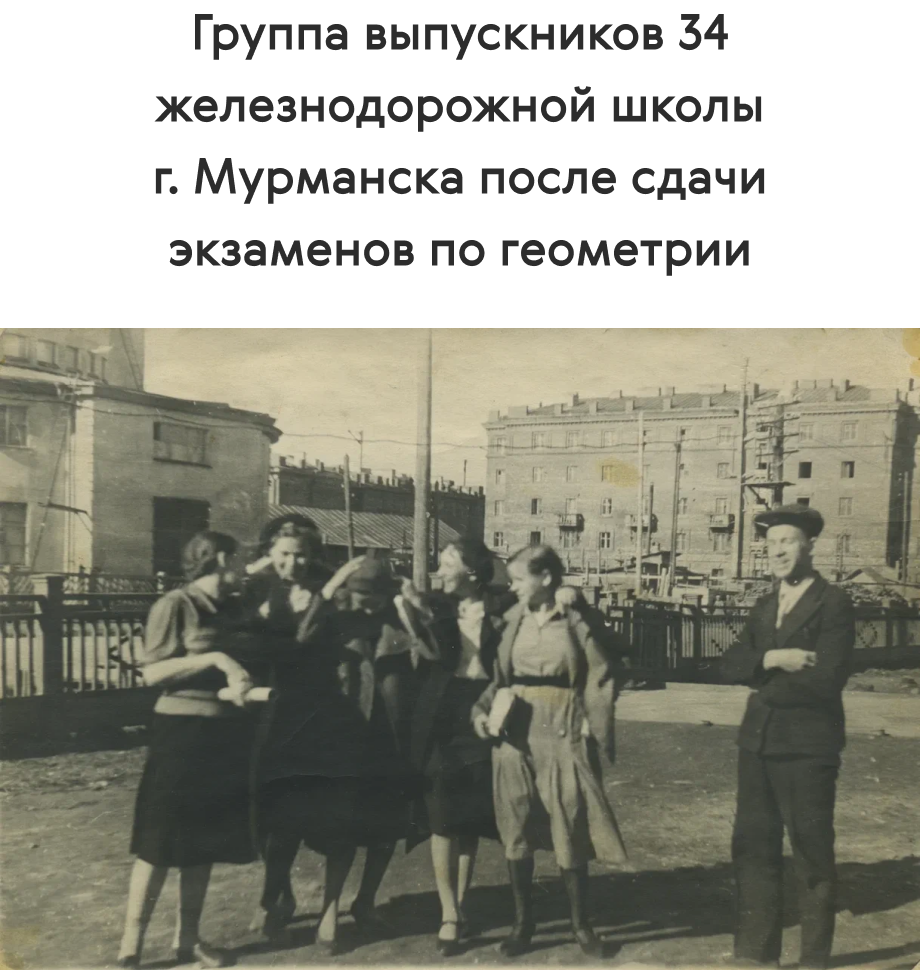 Группа выпускников 34
железнодорожной школы
г. Мурманска после сдачи
экзаменов по геометрии